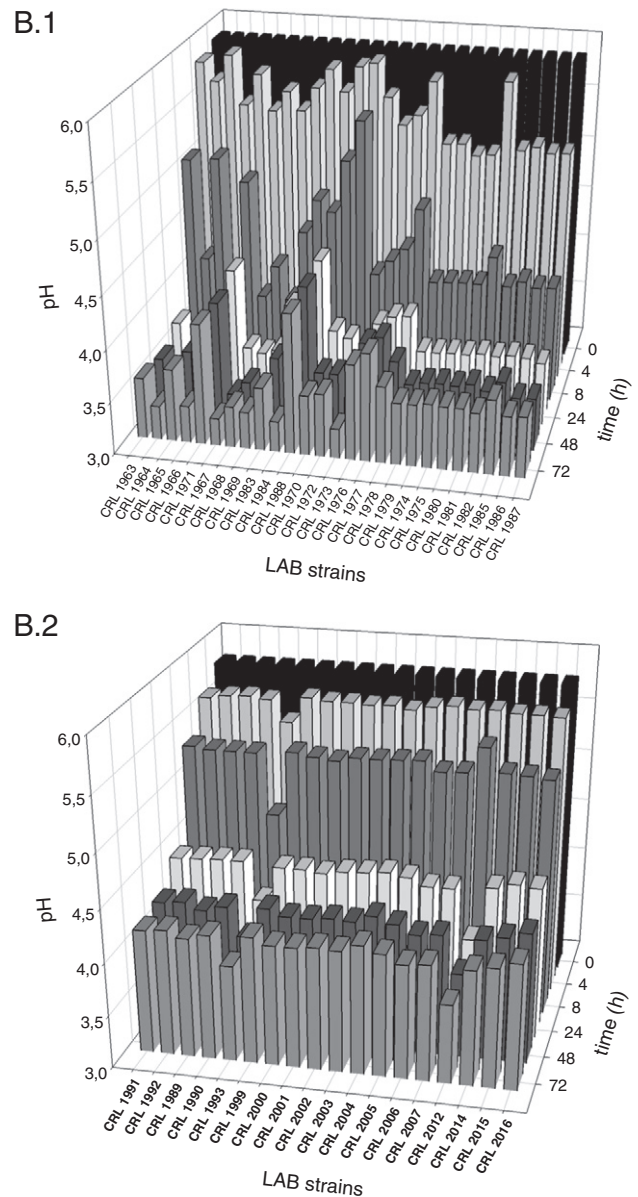 B.1
6,0
5,5
5,0
4,5
4,0
3,5
3,0
pH
0
4
8
24
48
72
time (h)
CRL 1963
CRL 1964
CRL 1965
CRL 1966
CRL 1971
CRL 1967
CRL 1968
CRL 1969
CRL 1983
CRL 1984
CRL 1988
CRL 1970
CRL 1972
CRL 1973
CRL 1976
CRL 1977
CRL 1978
CRL 1979
CRL 1974
CRL 1975
CRL 1980
CRL 1981
CRL 1982
CRL 1985
CRL 1986
CRL 1987
LAB strains
B.2
6,0
5,5
5,0
4,5
4,0
3,5
3,0
pH
0
4
8
24
48
72
time (h)
CRL 1991
CRL 1992
CRL 1989
CRL 1990
CRL 1993
CRL 1999
CRL 2000
CRL 2001
CRL 2002
CRL 2003
CRL 2004
CRL 2005
CRL 2006
CRL 2007
CRL 2012
CRL 2014
CRL 2015
CRL 2016
LAB strains